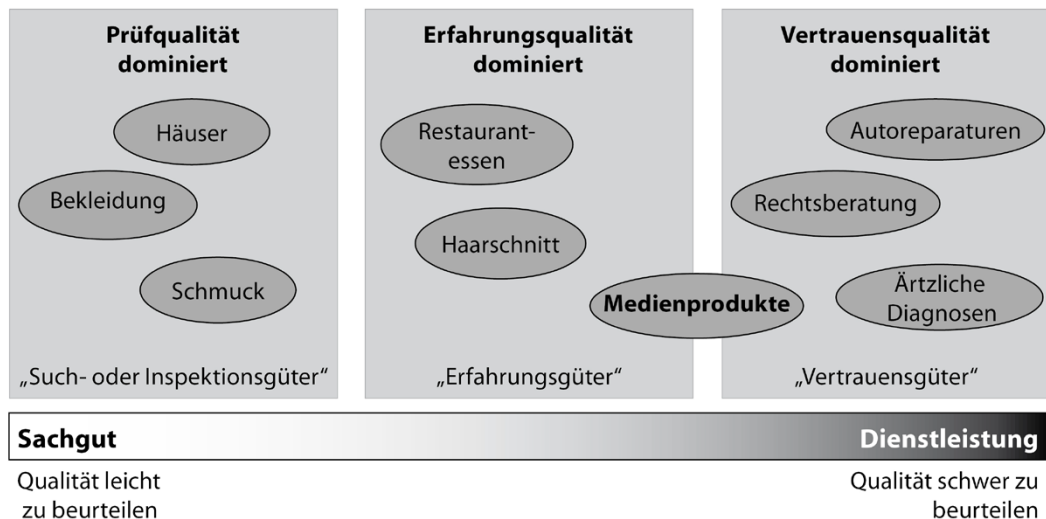 Prüfqualität
dominiert
Häuser
Bekleidung
Schmuck
„Such- oder Inspektionsgüter“
Erfahrungsqualität
dominiert
Restaurant-
essen
Haarschnitt
Medienprodukte
„Erfahrungsgüter“
Vertrauensqualität
dominiert
Autoreparaturen
Rechtsberatung
Ärtzliche
Diagnosen
„Vertrauensgüter“
Sachgut
Dienstleistung
Qualität leicht
zu beurteilen
Qualität schwer zu
beurteilen